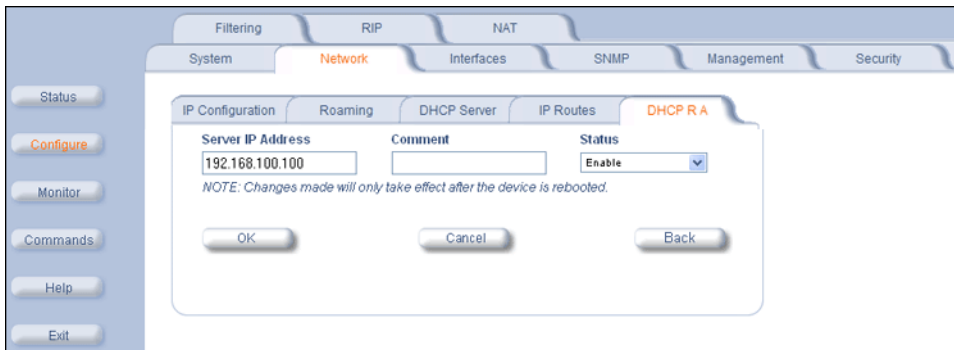 Filtering RIP NAT
System Network Interfaces SNMP Management Security
Status
Configure
Monitor
Commands
Help
Exit
IP Configuration Roaming DHCP Server IP Routes DHCP R A
Server IP Address Comment Status
192.168.100.100 Enable
NOTE: Changes made will only take effect after the device is rebooted.
OK Cancel Back